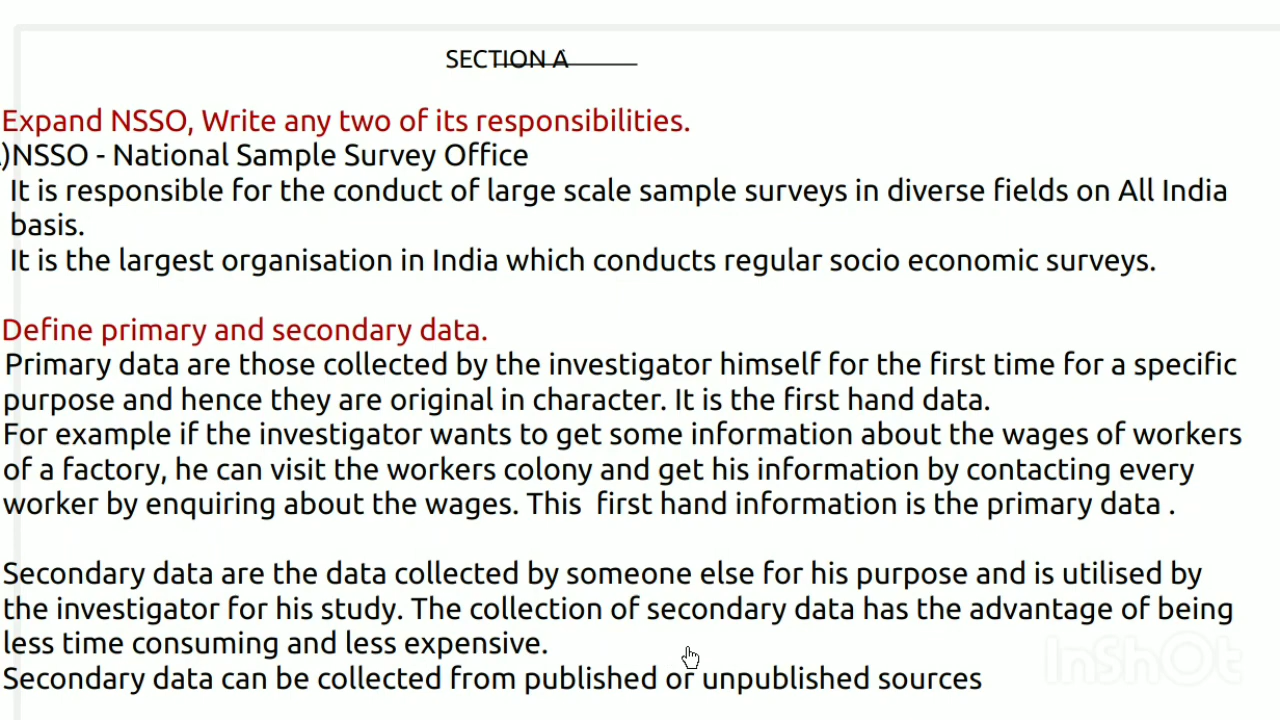 SECTION A
Expand NSSO, Write any two of its responsibilities.
)NSSO - National Sample Survey Office
It is responsible for the conduct of large scale sample surveys in diverse fields on All India
basis.
It is the largest organisation in India which conducts regular socio economic surveys.
Define primary and secondary data.
Primary data are those collected by the investigator himself for the first time for a specific
purpose and hence they are original in character. It is the first hand data.
For example if the investigator wants to get some information about the wages of workers
of a factory, he can visit the workers colony and get his information by contacting every
worker by enquiring about the wages. This first hand information is the primary data .
Secondary data are the data collected by someone else for his purpose and is utilised by
the investigator for his study. The collection of secondary data has the advantage of being
less time consuming and less expensive.
Secondary data can be collected from published or unpublished sources
InShOt